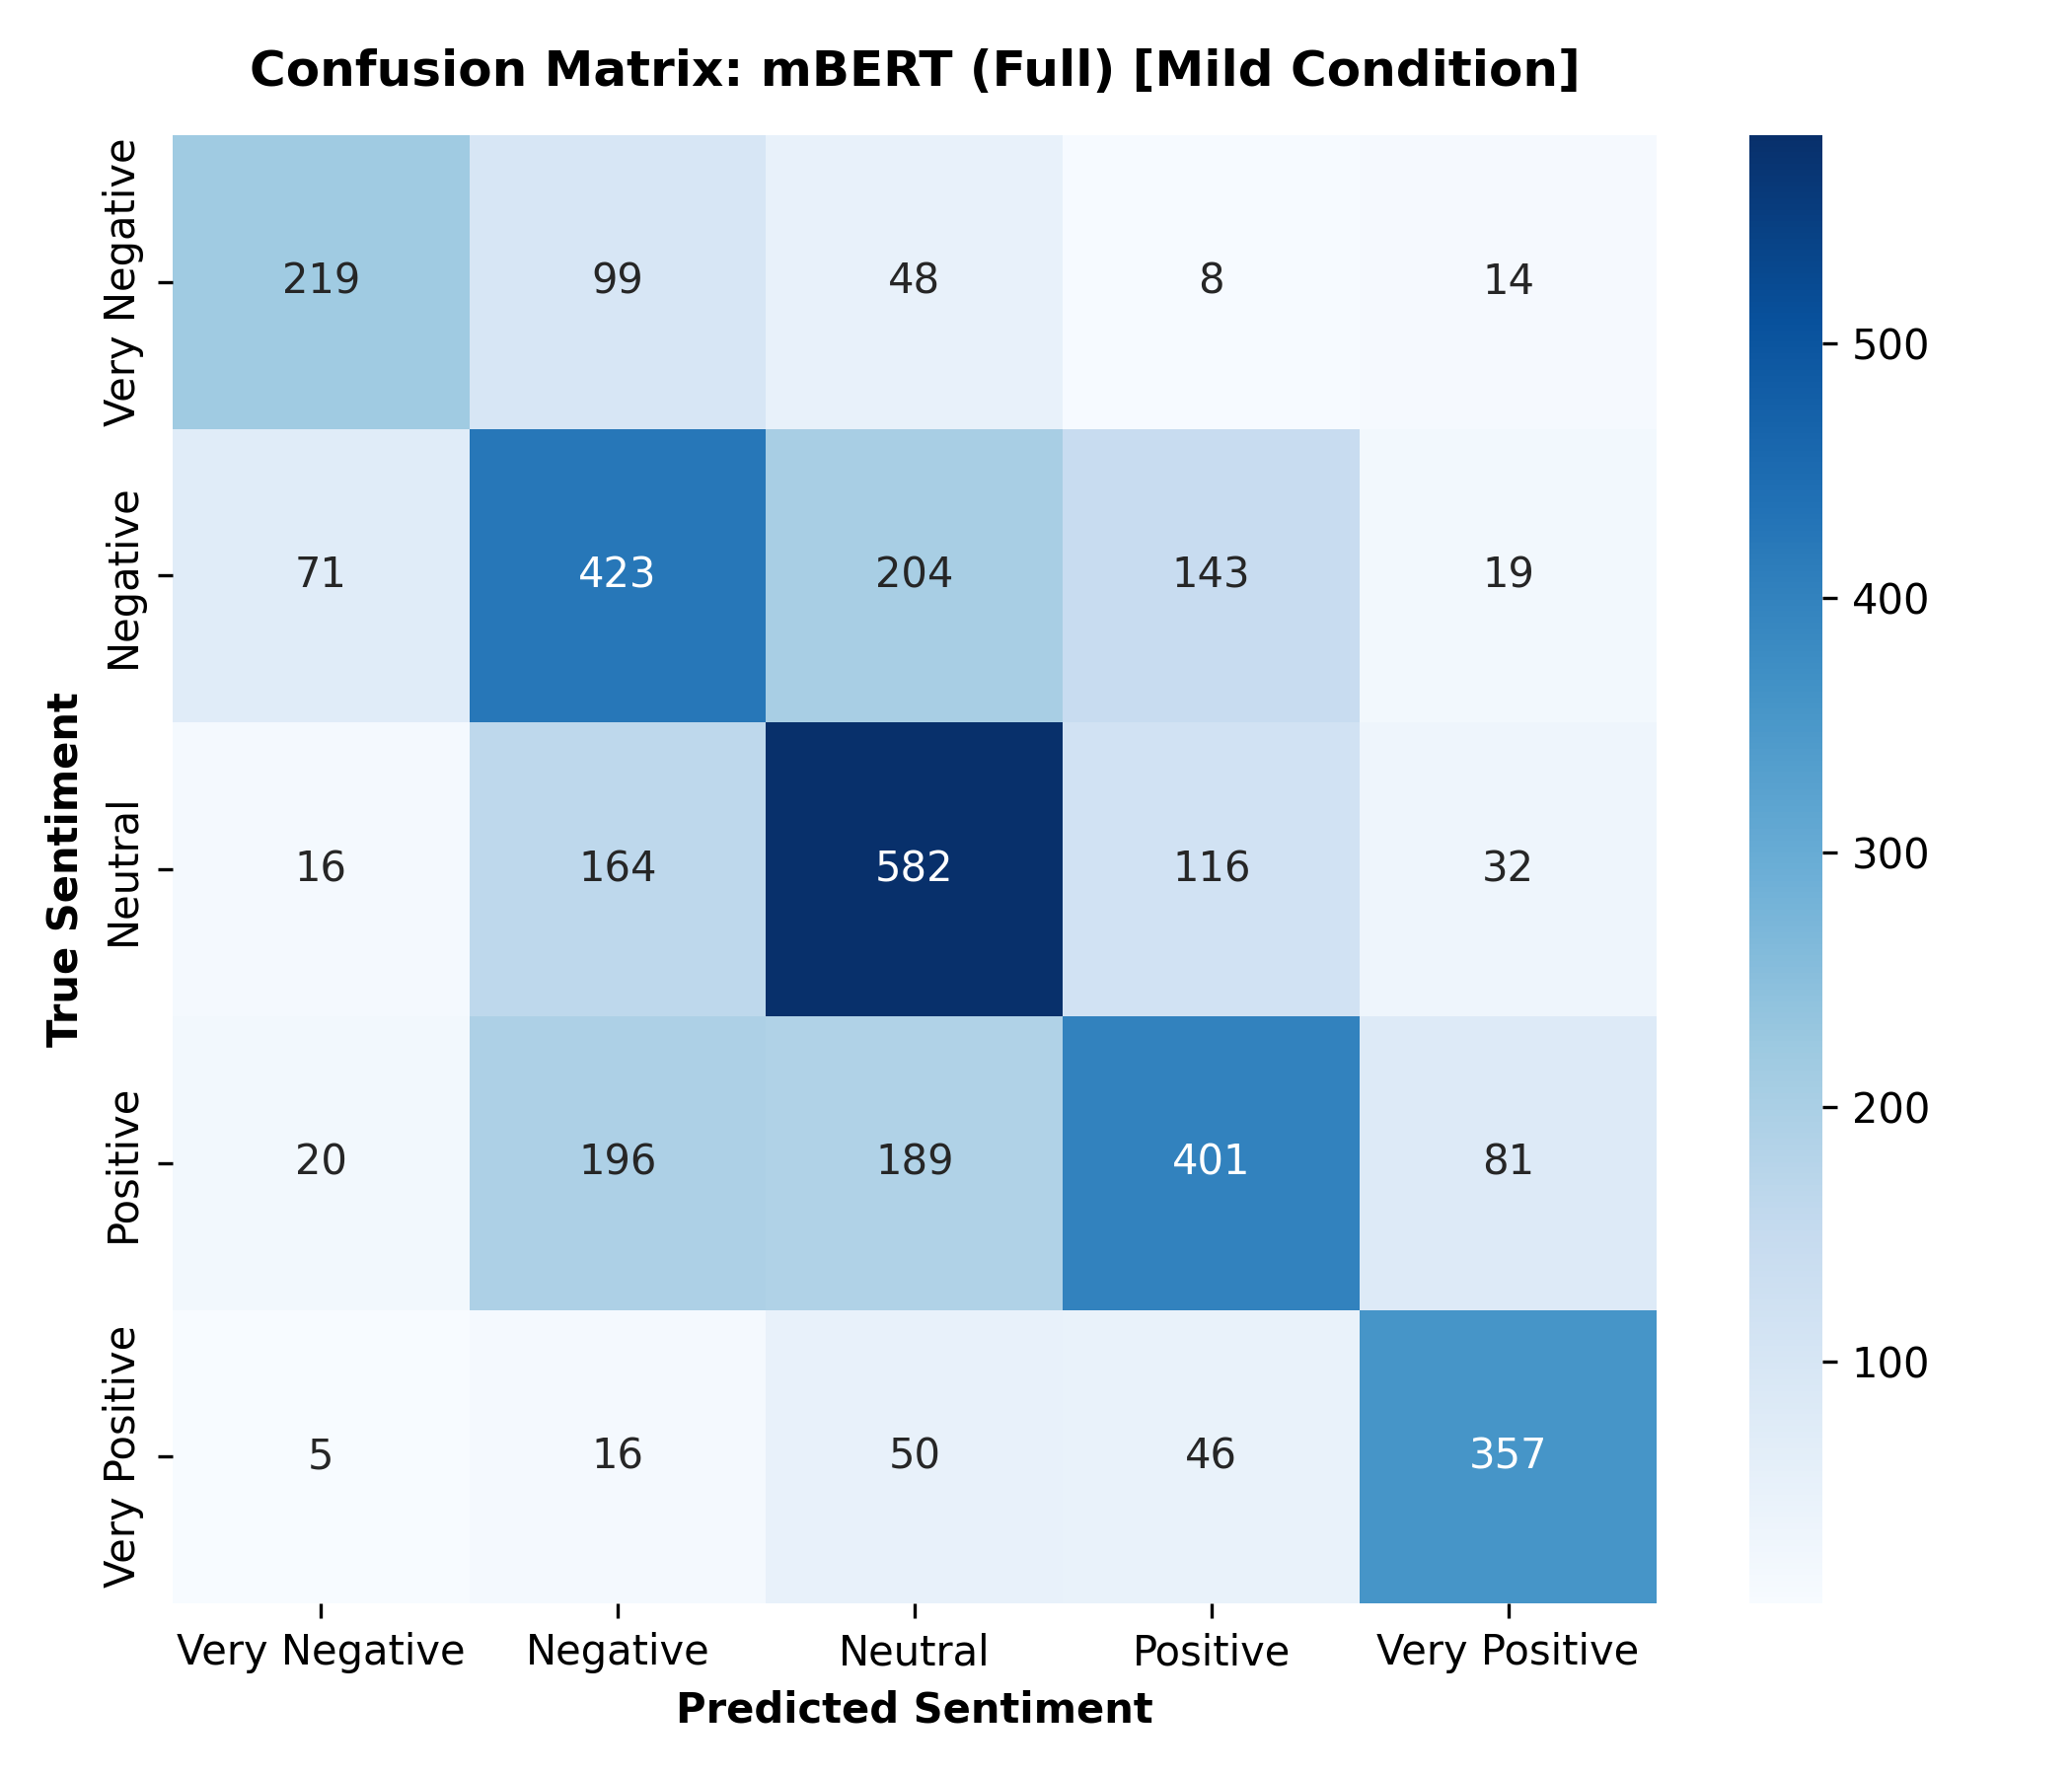 Confusion Matrix: mBERT (Full) [Mild Condition]
True Sentiment
Very Negative 219 99 48 8 14
Negative 71 423 204 143 19
Neutral 16 164 582 116 32
Positive 20 196 189 401 81
Very Positive 5 16 50 46 357
Very Negative Negative Neutral Positive Very Positive
Predicted Sentiment
500
400
300
200
100